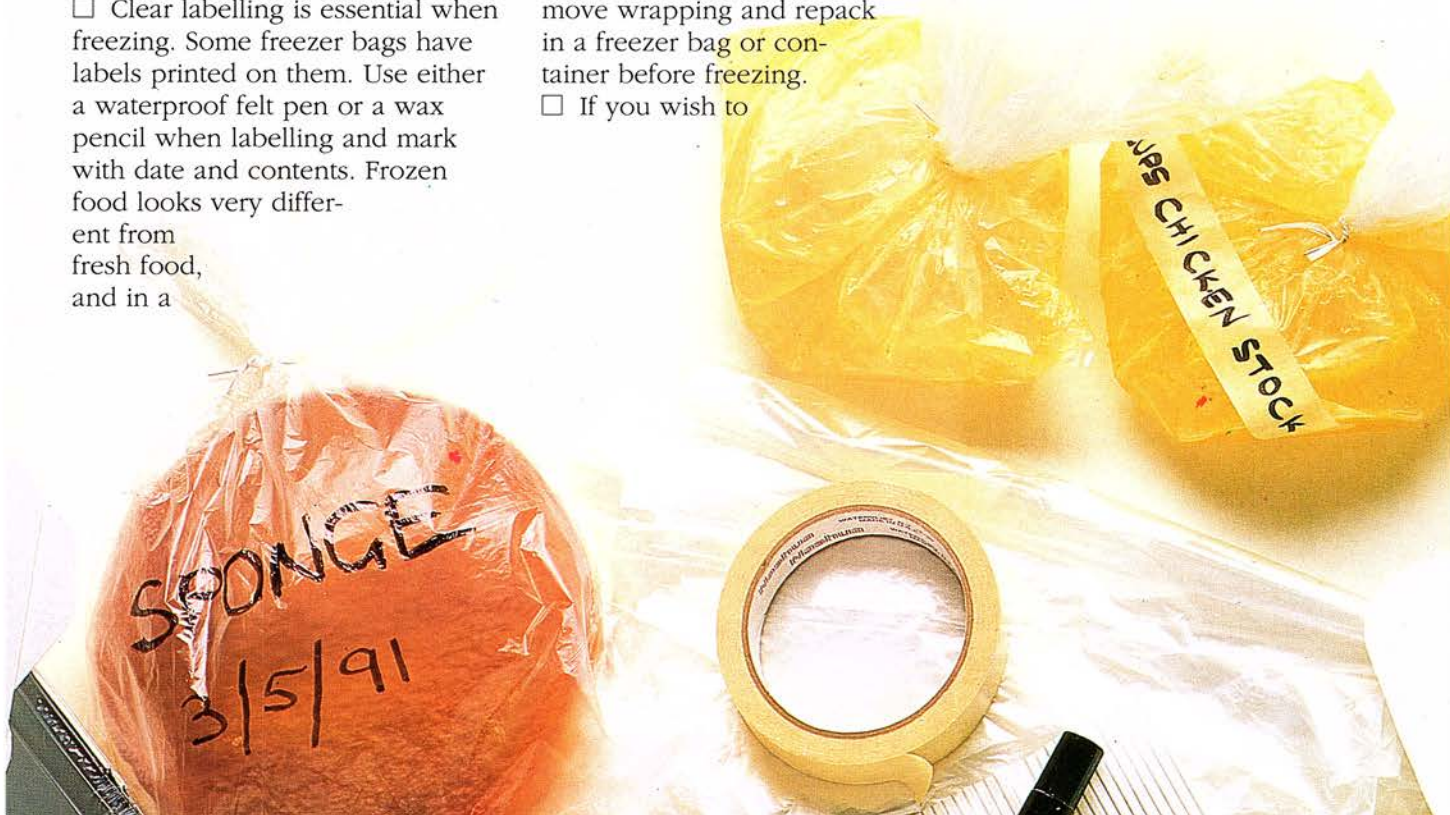 □ Clear labelling is essential when
freezing. Some freezer bags have
labels printed on them. Use either
a waterproof felt pen or a wax
pencil when labelling and mark
with date and contents. Frozen
food looks very differ-
ent from
fresh food,
and in a
move wrapping and repack
in a freezer bag or con-
tainer before freezing.
□ If you wish to
CHICKEN STOCK
SPONGE
3/5/91